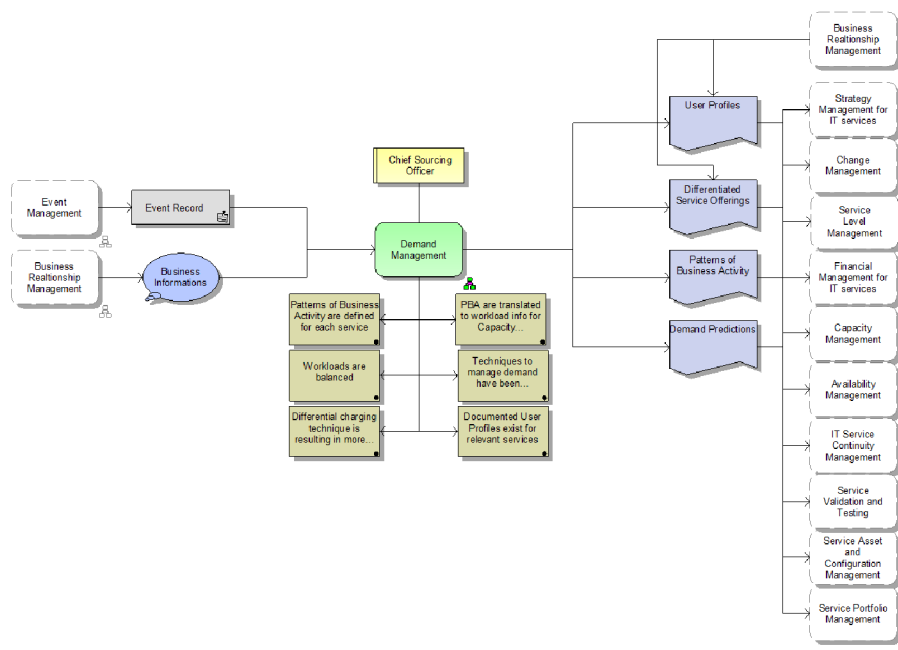 Business
Realtionship
Management
User Profiles
Strategy
Management for
IT services
Chief Sourcing
Officer
Change
Management
Event
Management
Event Record
Differentiated
Service Offerings
Service
Level
Management
Demand
Management
Business
Realtionship
Management
Business
Informations
Patterns of
Business Activity
Financial
Management for
IT services
Patterns of Business
Activity are defined
for each service
PBA are translated
to workload info for
Capacity...
Demand Predictions
Capacity
Management
Workloads are
balanced
Techniques to
manage demand
have been...
Availability
Management
Differential charging
technique is
resulting in more...
Documented User
Profiles exist for
relevant services
IT Service
Continuity
Management
Service
Validation and
Testing
Service Asset
and
Configuration
Management
Service Portfolio
Management